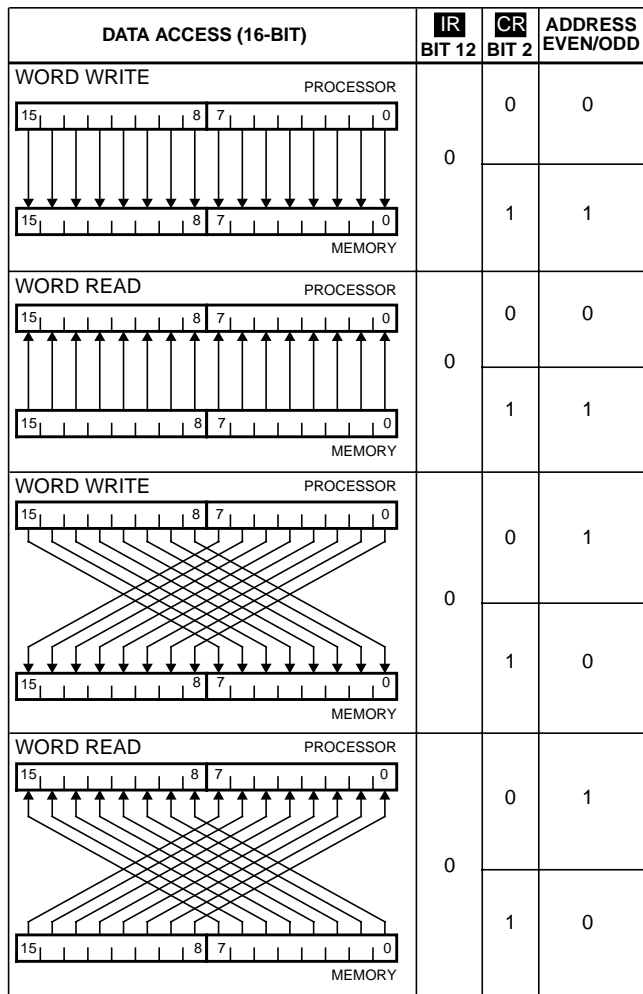 DATA ACCESS (16-BIT) IR BIT 12 CR BIT 2 ADDRESS EVEN/ODD
WORD WRITE PROCESSOR
15 8 7 0
0 0
0
15 8 7 0
1 1
MEMORY
WORD READ PROCESSOR
15 8 7 0
0 0
0
15 8 7 0
1 1
MEMORY
WORD WRITE PROCESSOR
15 8 7 0
0 1
0
15 8 7 0
1 0
MEMORY
WORD READ PROCESSOR
15 8 7 0
0 1
0
15 8 7 0
1 0
MEMORY